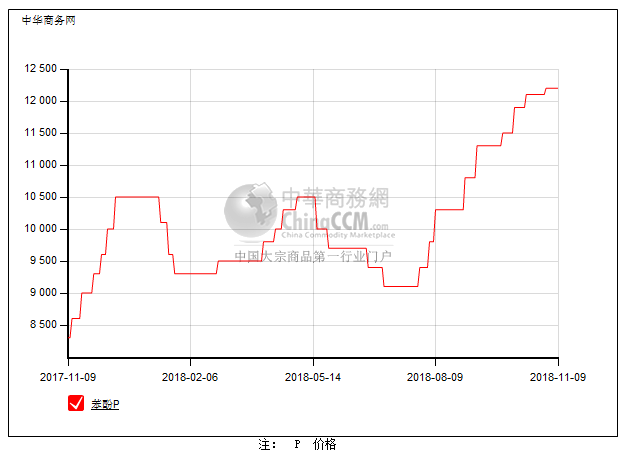 中华商务网
12 500
12 000
11 500
11 000
10 500
10 000
9 500
9 000
8 500
中華商務網
ChinaCCM.com
China Commodity Marketplace
中国大宗商品第一行业门户
2017-11-09 2018-02-06 2018-05-14 2018-08-09 2018-11-09
苯酚P
注： P 价格